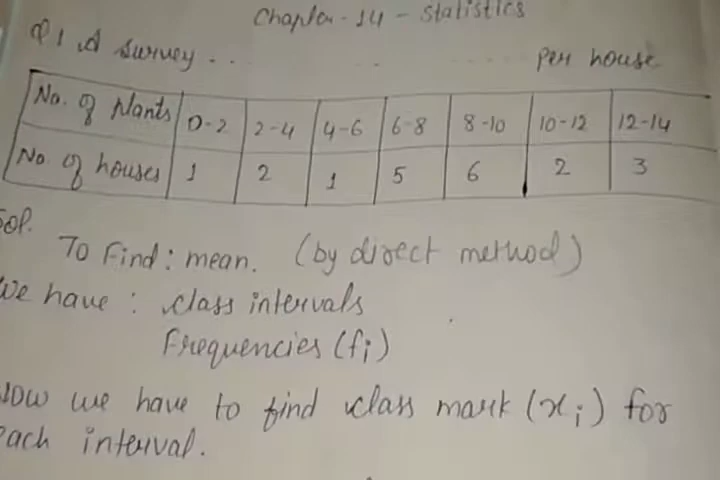 Chapter-14 - Statistics
Q1 A survey... per house
No. of Plants 0-2 2-4 4-6 6-8 8-10 10-12 12-14
No. of houses 1 2 1 5 6 2 3
Sol.
To Find: mean. (by direct method)
We have: class intervals
Frequencies (fi)
Now we have to find class mark (xi) for
each interval.